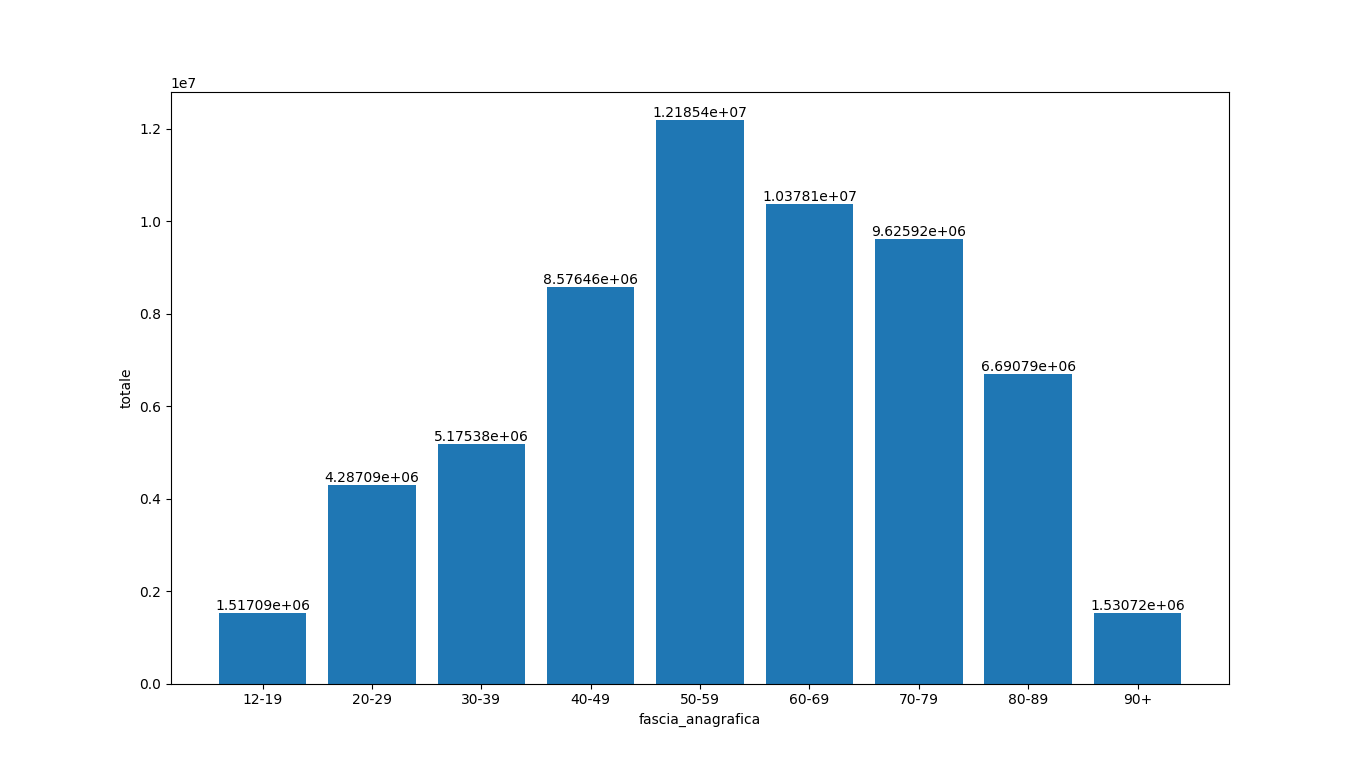 1e7
1.21854e+07
1.2
1.03781e+07
1.0
9.62592e+06
8.57646e+06
0.8
6.69079e+06
totale
0.6
5.17538e+06
4.28709e+06
0.4
1.51709e+06
1.53072e+06
0.2
0.0
12-19 20-29 30-39 40-49 50-59 60-69 70-79 80-89 90+
fascia_anagrafica